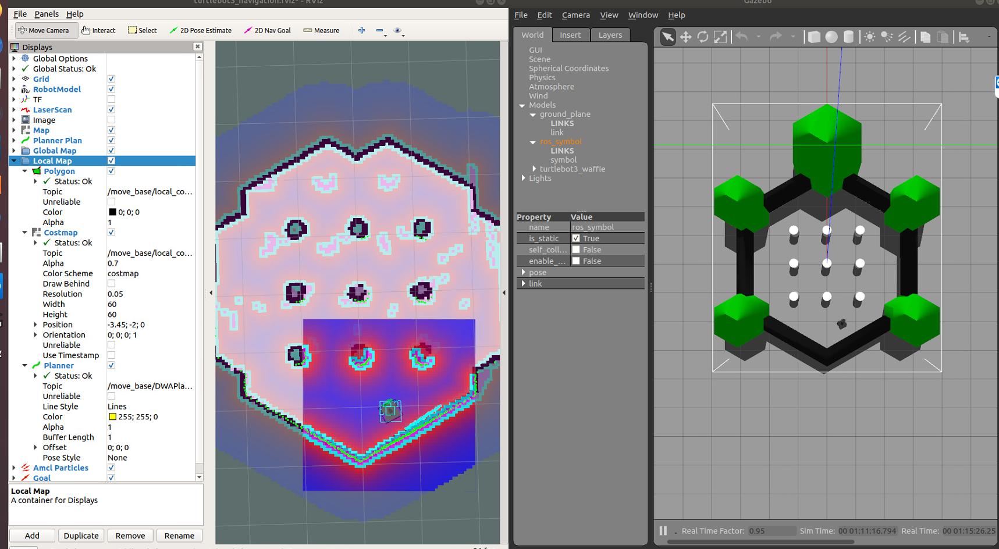 turtlebot3_navigation.rviz* - RViz
File Panels Help
Move Camera Interact Select 2D Pose Estimate 2D Nav Goal Measure
Displays
Global Options
Global Status: Ok
Grid
RobotModel
TF
LaserScan
Image
Map
Planner Plan
Global Map
Local Map
Polygon
Status: Ok
Topic /move_base/local_co...
Unreliable
Color 0; 0; 0
Alpha 1
Costmap
Status: Ok
Topic /move_base/local_co...
Alpha 0.7
Color Scheme costmap
Draw Behind
Resolution 0.05
Width 60
Height 60
Position -3.45; -2; 0
Orientation 0; 0; 0; 1
Unreliable
Use Timestamp
Planner
Status: Ok
Topic /move_base/DWAPla...
Unreliable
Line Style Lines
Color 255; 255; 0
Alpha 1
Buffer Length 1
Offset 0; 0; 0
Pose Style None
Amcl Particles
Goal
Local Map
A container for Displays
Add Duplicate Remove Rename
Gazebo
File Edit Camera View Window Help
World Insert Layers
GUI
Scene
Spherical Coordinates
Physics
Atmosphere
Wind
Models
ground_plane
LINKS
link
ros_symbol
LINKS
symbol
turtlebot3_waffle
Lights
Property Value
name ros_symbol
is_static True
self_coll... False
enable_... False
pose
link
Real Time Factor: 0.95 Sim Time: 00 01:11:16.794 Real Time: 00 01:15:26.25